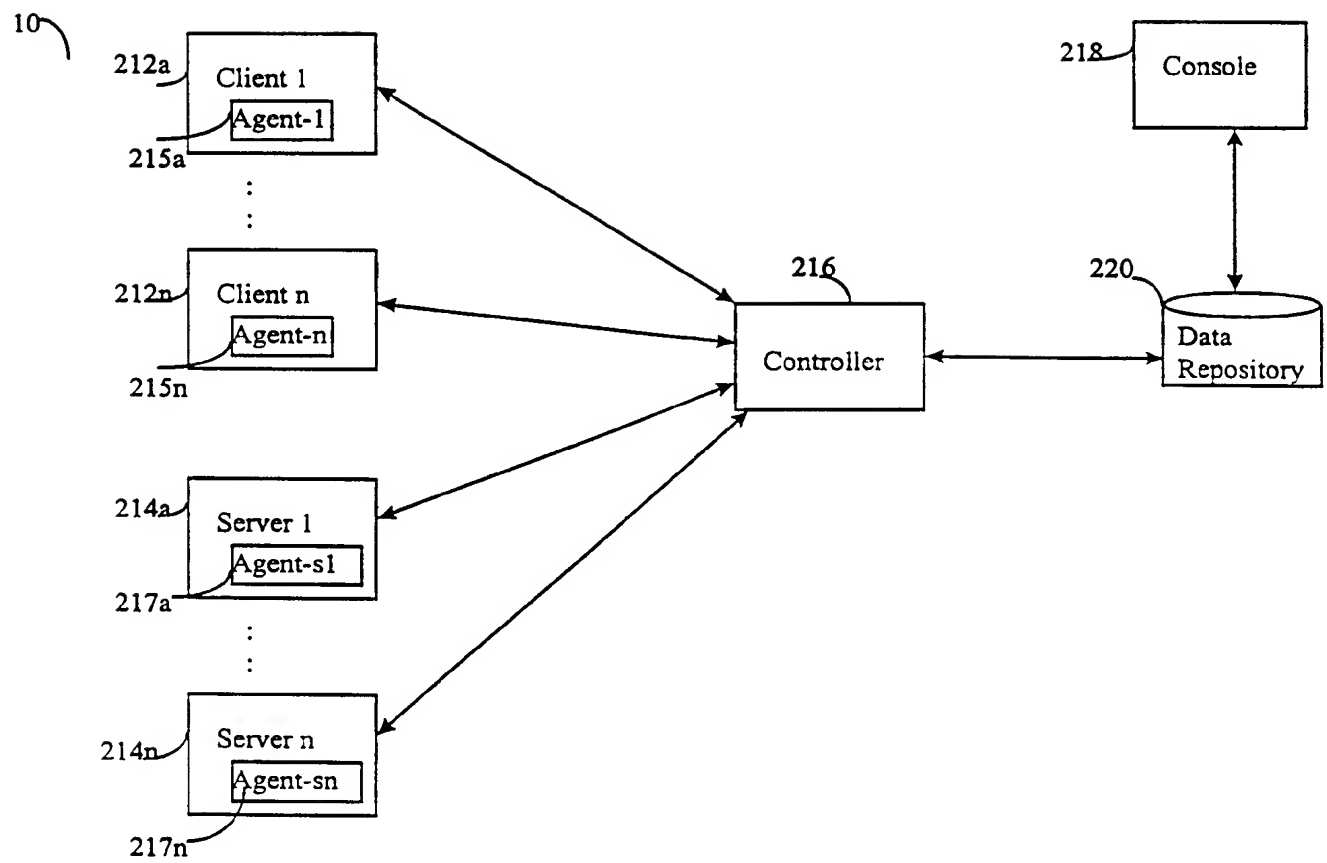 10
212a
Client 1
Agent-1
215a
212n
Client n
Agent-n
215n
214a
Server 1
Agent-s1
217a
214n
Server n
Agent-sn
217n
216
Controller
218
Console
220
Data
Repository